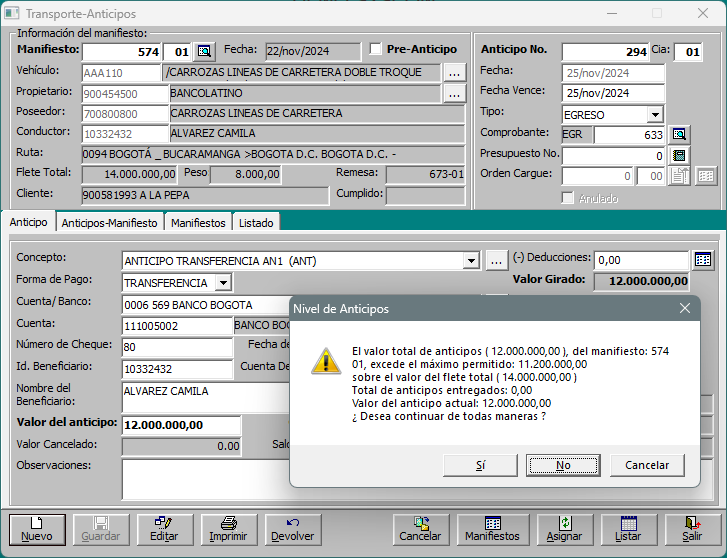 Transporte-Anticipos
Información del manifiesto:
Manifiesto: 574 01 Fecha: 22/nov/2024 Pre-Anticipo
Vehículo: AAA110 /CARROZAS LINEAS DE CARRETERA DOBLE TROQUE ...
Propietario: 900454500 BANCOLATINO ...
Poseedor: 700800800 CARROZAS LINEAS DE CARRETERA
Conductor: 10332432 ALVAREZ CAMILA
Ruta: 0094 BOGOTÁ _ BUCARAMANGA >BOGOTA D.C. BOGOTA D.C. -
Flete Total: 14.000.000,00 Peso 8.000,00 Remesa: 673-01
Cliente: 900581993 A LA PEPA Cumplido:
Anticipo No. 294 Cia: 01
Fecha: 25/nov/2024
Fecha Vence: 25/nov/2024
Tipo: EGRESO
Comprobante: EGR 633
Presupuesto No. 0
Orden Cargue: 0 00
Anulado
Anticipo Anticipos-Manifiesto Manifiestos Listado
Concepto: ANTICIPO TRANSFERENCIA AN1 (ANT) ... (-) Deducciones: 0,00
Forma de Pago: TRANSFERENCIA Valor Girado: 12.000.000,00
Cuenta/ Banco: 0006 569 BANCO BOGOTA
Cuenta: 111005002 BANCO BOG
Número de Cheque: 80 Fecha de
Id. Beneficiario: 10332432 Cuenta De
Nombre del
Beneficiario: ALVAREZ CAMILA
Valor del anticipo: 12.000.000,00
Valor Cancelado: 0.00 Sal
Observaciones:
Nivel de Anticipos
El valor total de anticipos ( 12.000.000,00 ), del manifiesto: 574
01, excede el máximo permitido: 11.200.000,00
sobre el valor del flete total ( 14.000.000,00 )
Total de anticipos entregados: 0,00
Valor del anticipo actual: 12.000.000,00
¿ Desea continuar de todas maneras ?
Sí No Cancelar
Nuevo Guardar Editar Imprimir Devolver Cancelar Manifiestos Asignar Listar Salir